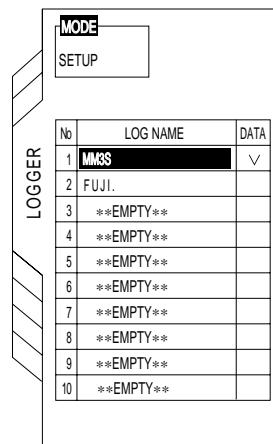 MODE
SETUP
LOGGER
No LOG NAME DATA
1 MM3S ∨
2 FUJI.
3 **EMPTY**
4 **EMPTY**
5 **EMPTY**
6 **EMPTY**
7 **EMPTY**
8 **EMPTY**
9 **EMPTY**
10 **EMPTY**